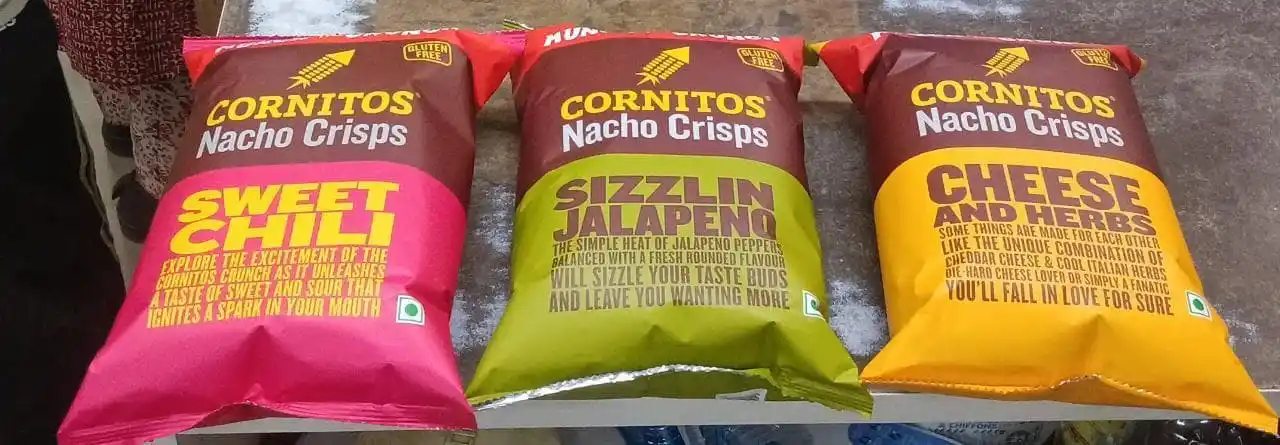 GLUTEN
FREE
CORNITOS
Nacho Crisps
SWEET
CHILI
EXPLORE THE EXCITEMENT OF THE
CORNITOS CRUNCH AS IT UNLEASHES
A TASTE OF SWEET AND SOUR THAT
IGNITES A SPARK IN YOUR MOUTH
GLUTEN
FREE
CORNITOS
Nacho Crisps
SIZZLIN
JALAPENO
THE SIMPLE HEAT OF JALAPENO PEPPERS
BALANCED WITH A FRESH ROUNDED FLAVOUR
WILL SIZZLE YOUR TASTE BUDS
AND LEAVE YOU WANTING MORE
GLUTEN
FREE
CORNITOS
Nacho Crisps
CHEESE
AND HERBS
SOME THINGS ARE MADE FOR EACH OTHER
LIKE THE UNIQUE COMBINATION OF
CHEDDAR CHEESE & COOL ITALIAN HERBS
DIE-HARD CHEESE LOVER OR SIMPLY A FANATIC
YOU'LL FALL IN LOVE FOR SURE
& CHIFFONS